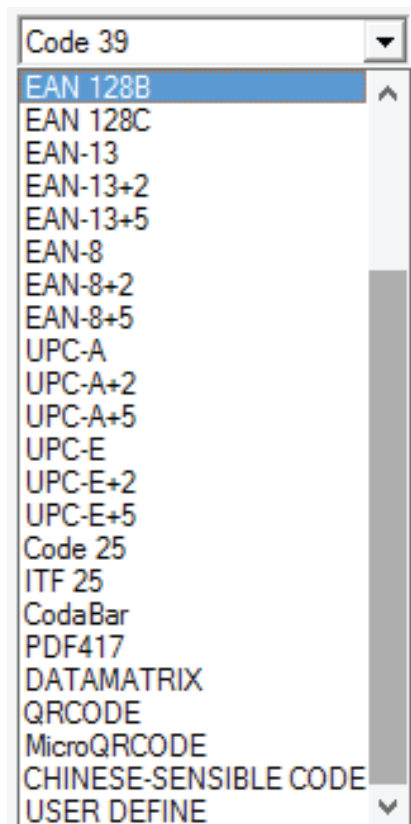 Code 39
EAN 128B
EAN 128C
EAN-13
EAN-13+2
EAN-13+5
EAN-8
EAN-8+2
EAN-8+5
UPC-A
UPC-A+2
UPC-A+5
UPC-E
UPC-E+2
UPC-E+5
Code 25
ITF 25
CodaBar
PDF417
DATAMATRIX
QRCODE
MicroQRCODE
CHINESE-SENSIBLE CODE
USER DEFINE